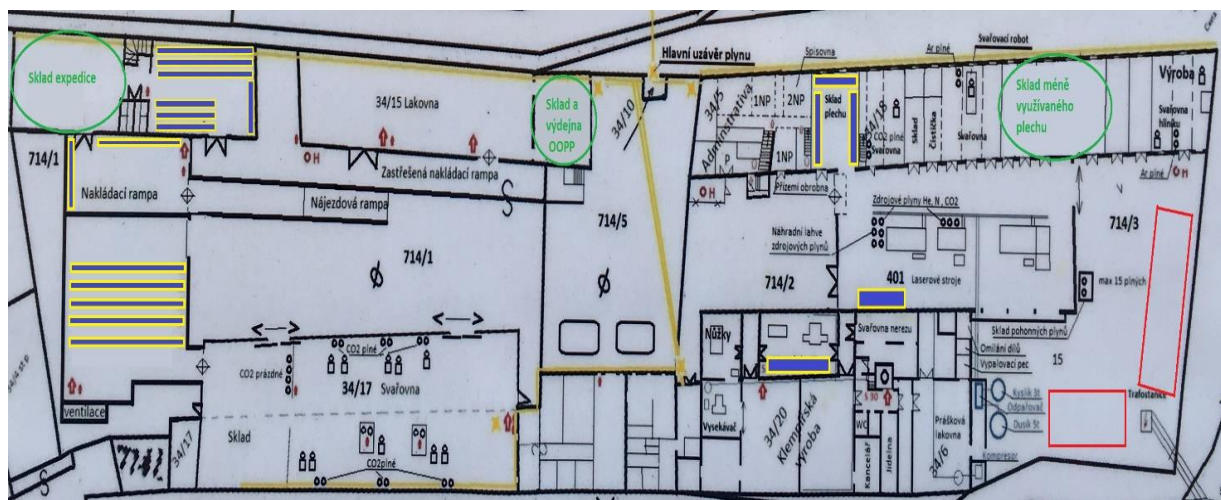 Sklad expedice
714/1
Nakládací rampa
ventilace
34/17
S
34/15 Lakovna
H
Zastřešená nakládací rampa
Nájezdová rampa
S
714/1
CO2 plné
CO2 prázdné
34/17 Svařovna
Sklad
CO2plné
Sklad a
výdejna
OOPP
34/10
714/5
Hlavní uzávěr plynu
34/5
Administrativa
1NP
2NP
Spisovna
1NP
P
H
Přízemí obrobna
Sklad
plechu
34/18
CO2 plné
Svařovna
Sklad
Čistička
Ar plné
Svařovací robot
Svařovna
Sklad méně
využívaného
plechu
Výroba
Svařovna
hliníku
Ar plné
H
Zdrojové plyny He, N , CO2
Náhradní lahve
zdrojových plynů
714/2
401
Laserové stroje
714/3
max 15 plných
Sklad pohonných plynů
Nůžky
Vysekávač
34/20
Klempířská
výroba
Svařovna nerezu
S 30
WC
Kancelář
Jídelna
Prášková
lakovna
34/6
Omílání dílů
Vypalovací pec
15
Kyslík 3t
Odpařovač
Dusík 5t
Kompresor
Trafostanice